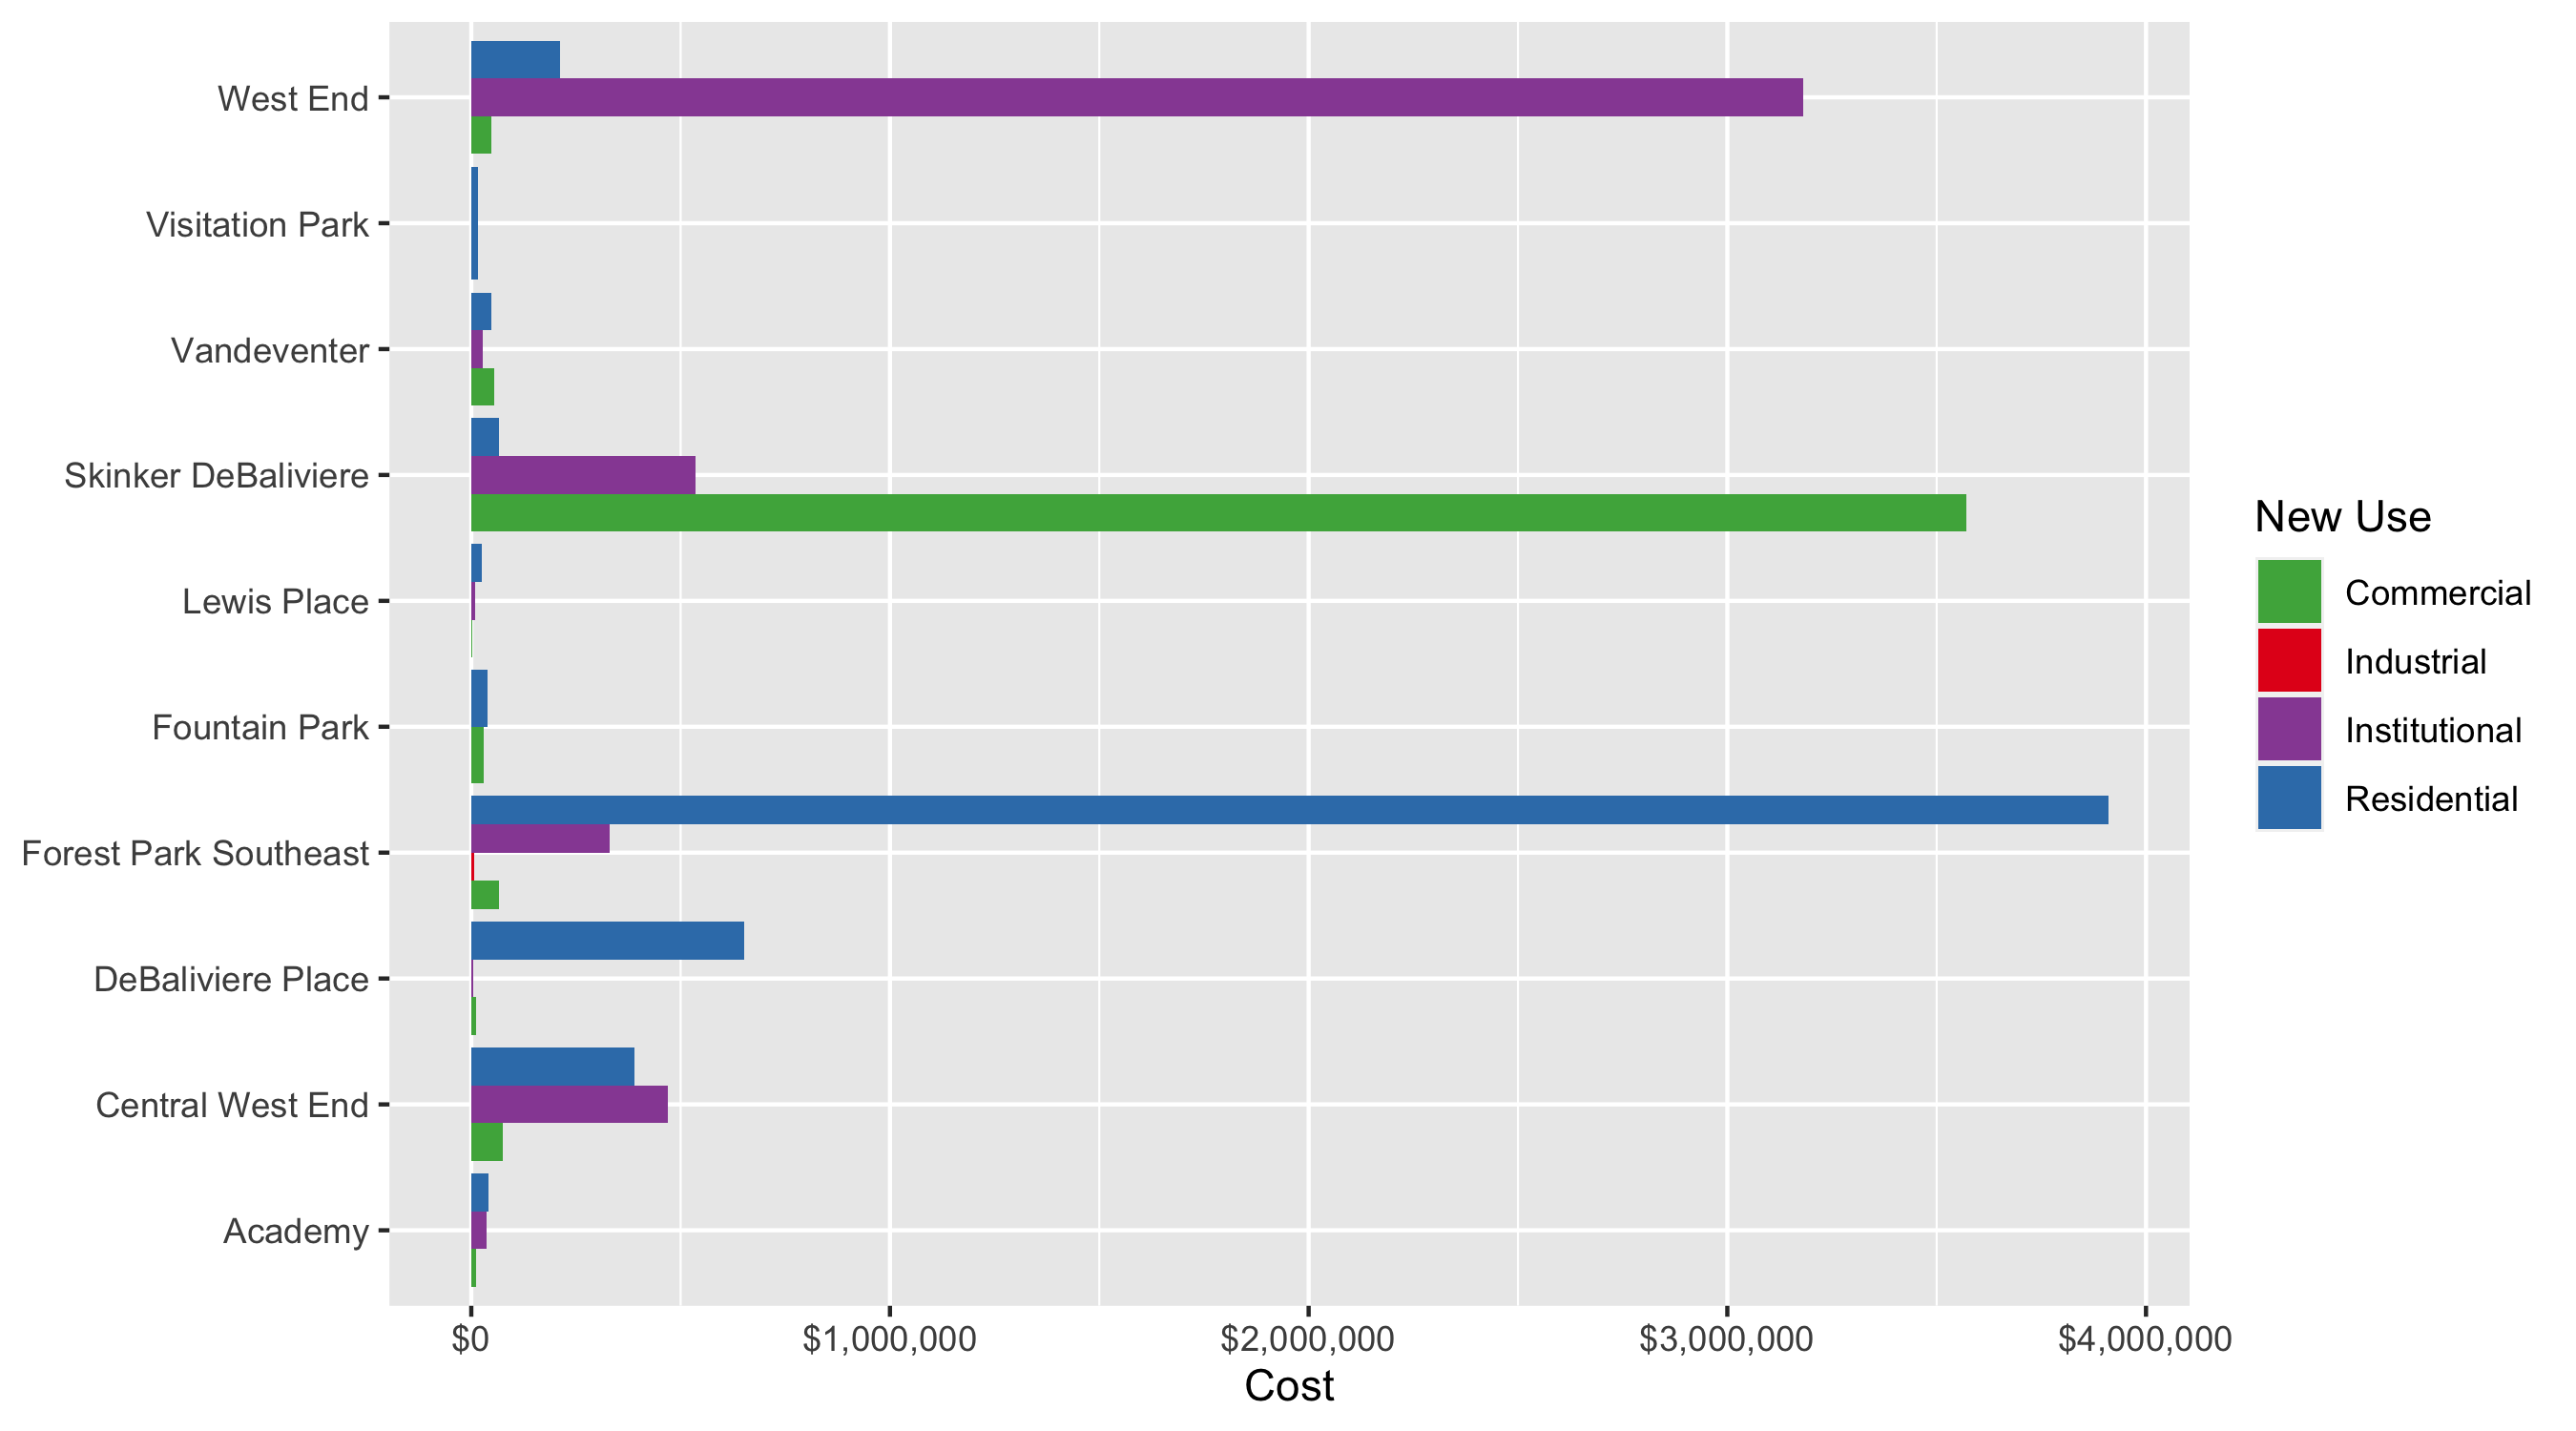 West End
Visitation Park
Vandeventer
Skinker DeBaliviere
Lewis Place
Fountain Park
Forest Park Southeast
DeBaliviere Place
Central West End
Academy
$0
$1,000,000
$2,000,000
$3,000,000
$4,000,000
Cost
New Use
Commercial
Industrial
Institutional
Residential